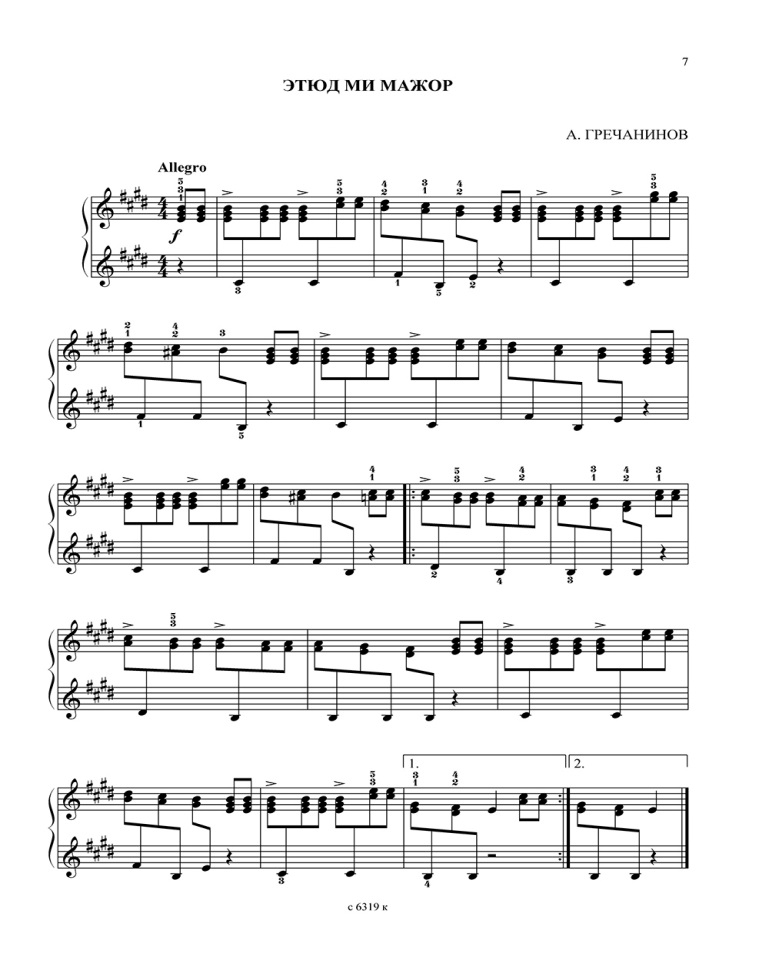 7
ЭТЮД МИ МАЖОР
А. ГРЕЧАНИНОВ
Allegro
f
1.
2.
с 6319 к